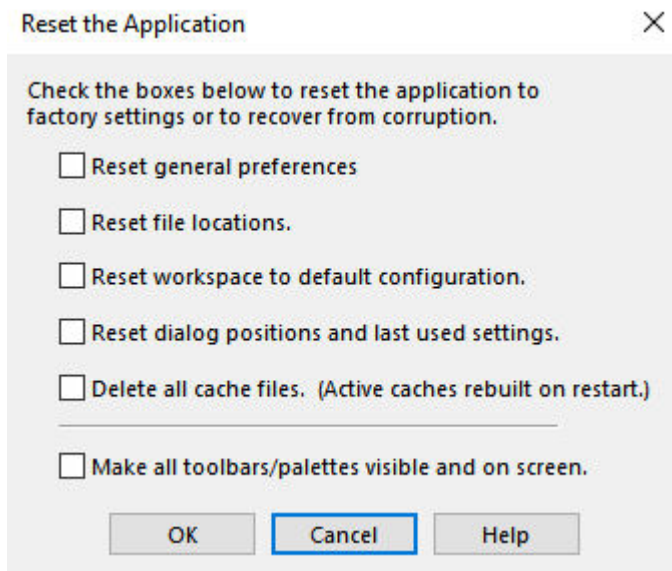 Reset the Application
Check the boxes below to reset the application to
factory settings or to recover from corruption.
Reset general preferences
Reset file locations.
Reset workspace to default configuration.
Reset dialog positions and last used settings.
Delete all cache files.  (Active caches rebuilt on restart.)
Make all toolbars/palettes visible and on screen.
OK Cancel Help